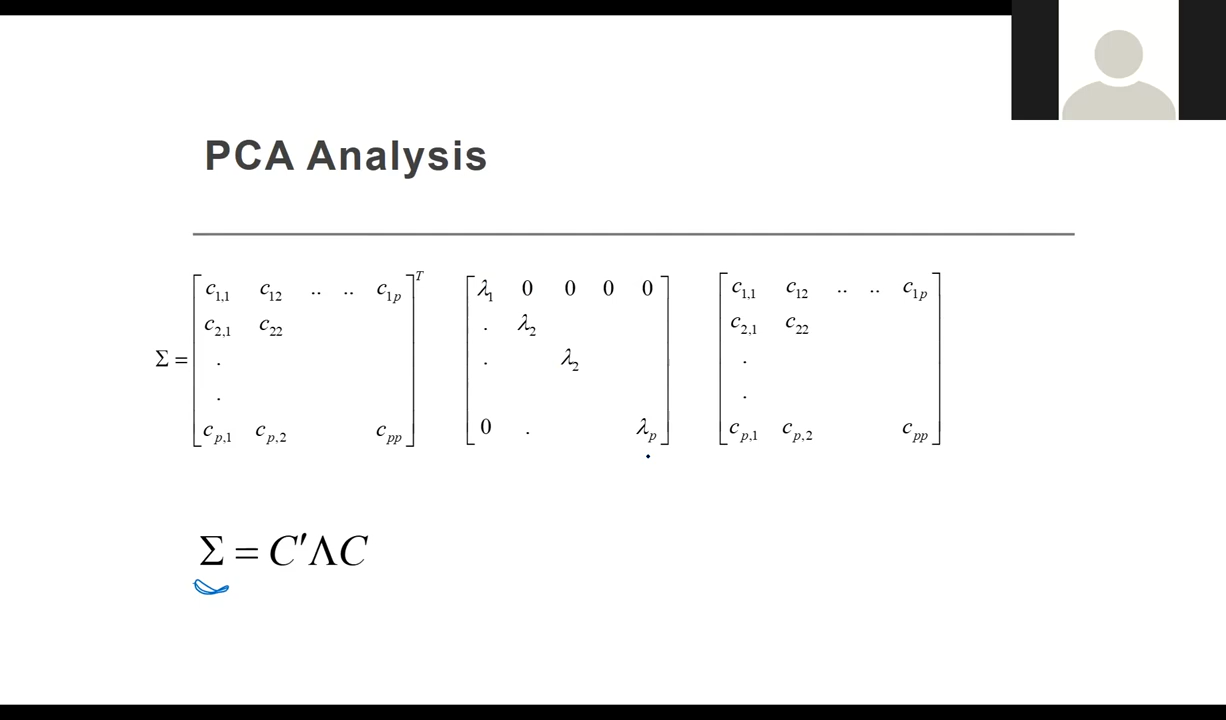 PCA Analysis
Σ = [c₁,₁ c₁₂ .. .. c₁ₚ]ᵀ [λ₁ 0 0 0 0] [c₁,₁ c₁₂ .. .. c₁ₚ]
c₂,₁ c₂₂ . λ₂ c₂,₁ c₂₂
. . λ₂ .
. .
cₚ,₁ cₚ,₂ cₚₚ 0 . λₚ cₚ,₁ cₚ,₂ cₚₚ
Σ = C′ΛC